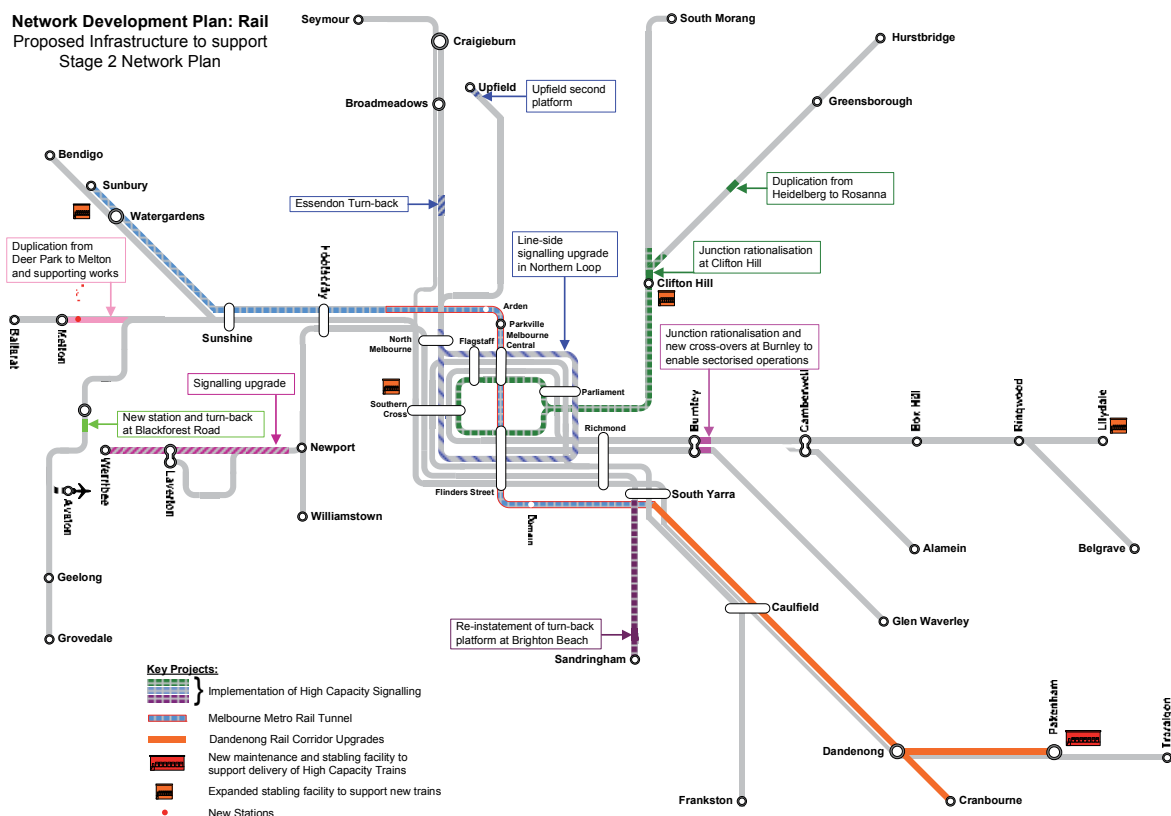 Network Development Plan: Rail
Proposed Infrastructure to support
Stage 2 Network Plan
Seymour
Craigieburn
Broadmeadows
Upfield
Upfield second
platform
South Morang
Hurstbridge
Greensborough
Duplication from
Heidelberg to Rosanna
Bendigo
Sunbury
Watergardens
Essendon Turn-back
Duplication from
Deer Park to Melton
and supporting works
Line-side
signalling upgrade
in Northern Loop
Junction rationalisation
at Clifton Hill
Clifton Hill
Footscray
Arden
Parkville
Melbourne
Central
Sunshine
Ballarat
Melton
North
Melbourne
Flagstaff
Junction rationalisation and
new cross-overs at Burnley to
enable sectorised operations
Signalling upgrade
Southern
Cross
Parliament
New station and turn-back
at Blackforest Road
Richmond
Burnley
Camberwell
Box Hill
Ringwood
Lilydale
Newport
Werribee
Laverton
Avalon
Flinders Street
South Yarra
Domain
Williamstown
Alamein
Belgrave
Geelong
Caulfield
Glen Waverley
Grovedale
Re-instatement of turn-back
platform at Brighton Beach
Sandringham
Key Projects:
Implementation of High Capacity Signalling
Melbourne Metro Rail Tunnel
Dandenong Rail Corridor Upgrades
New maintenance and stabling facility to
support delivery of High Capacity Trains
Expanded stabling facility to support new trains
New Stations
Dandenong
Pakenham
Traralgon
Frankston
Cranbourne